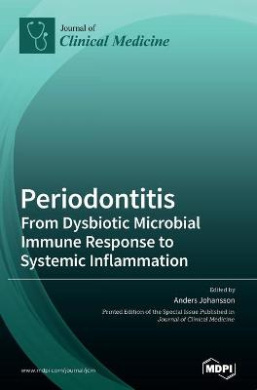 Journal of
Clinical Medicine
Periodontitis
From Dysbiotic Microbial
Immune Response to
Systemic Inflammation
Edited by
Anders Johansson
Printed Edition of the Special Issue Published in
Journal of Clinical Medicine
www.mdpi.com/journal/jcm
MDPI